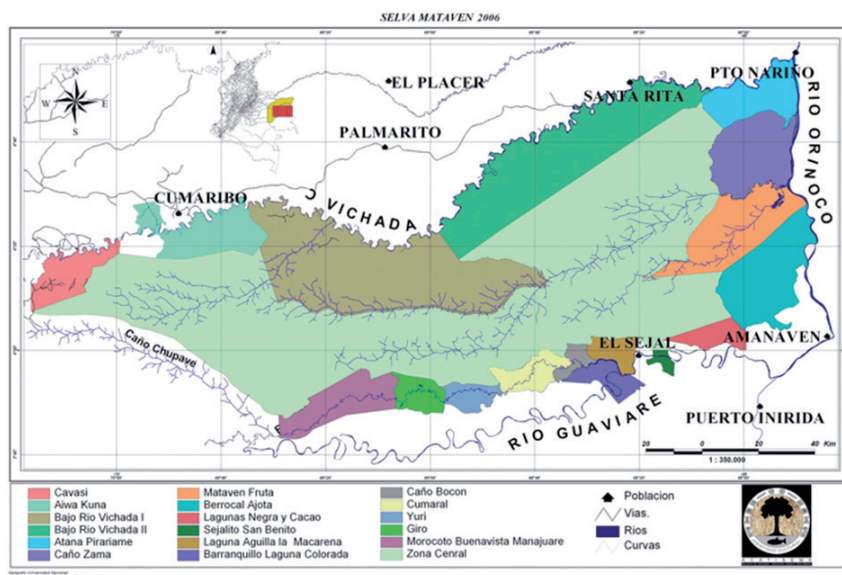 SELVA MATAVEN 2006
N
W E
S
EL PLACER
PTO NARIÑO
SANTA RITA
PALMARITO
RIO ORINOCO
CUMARIBO
O VICHADA
Caño Chupave
EL SEJAL
AMANAVEN
RIO GUAVIARE
PUERTO INIRIDA
20 0 20 40 Km
1 : 350.000
Cavasi
Aiwa Kuna
Bajo Rio Vichada I
Bajo Rio Vichada II
Atana Pirariame
Caño Zama
Mataven Fruta
Berrocal Ajota
Lagunas Negra y Cacao
Sejalito San Benito
Laguna Aguilla la Macarena
Barranquillo Laguna Colorada
Caño Bocon
Cumaral
Yuri
Giro
Morocoto Buenavista Manajuare
Zona Cenral
Poblacion
Vias.
Rios
Curvas